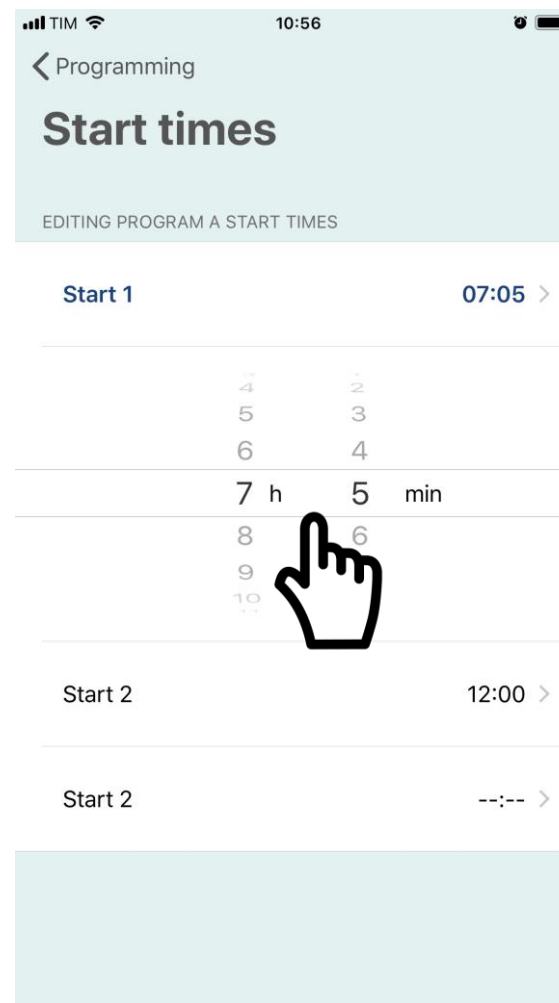 TIM 10:56
Programming
Start times
EDITING PROGRAM A START TIMES
Start 1 07:05
4 2
5 3
6 4
7 h 5 min
8 6
9
10
Start 2 12:00
Start 2 --:--